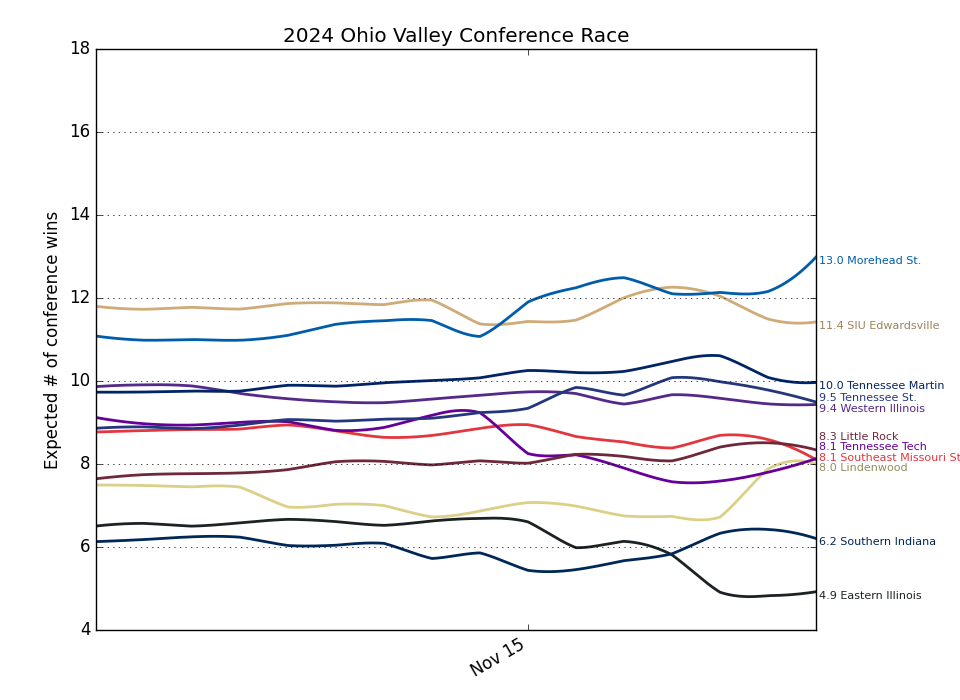 2024 Ohio Valley Conference Race
18
16
14
12
10
8
6
4
Expected # of conference wins
Nov 15
13.0 Morehead St.
11.4 SIU Edwardsville
10.0 Tennessee Martin
9.5 Tennessee St.
9.4 Western Illinois
8.3 Little Rock
8.1 Tennessee Tech
8.1 Southeast Missouri St
8.0 Lindenwood
6.2 Southern Indiana
4.9 Eastern Illinois